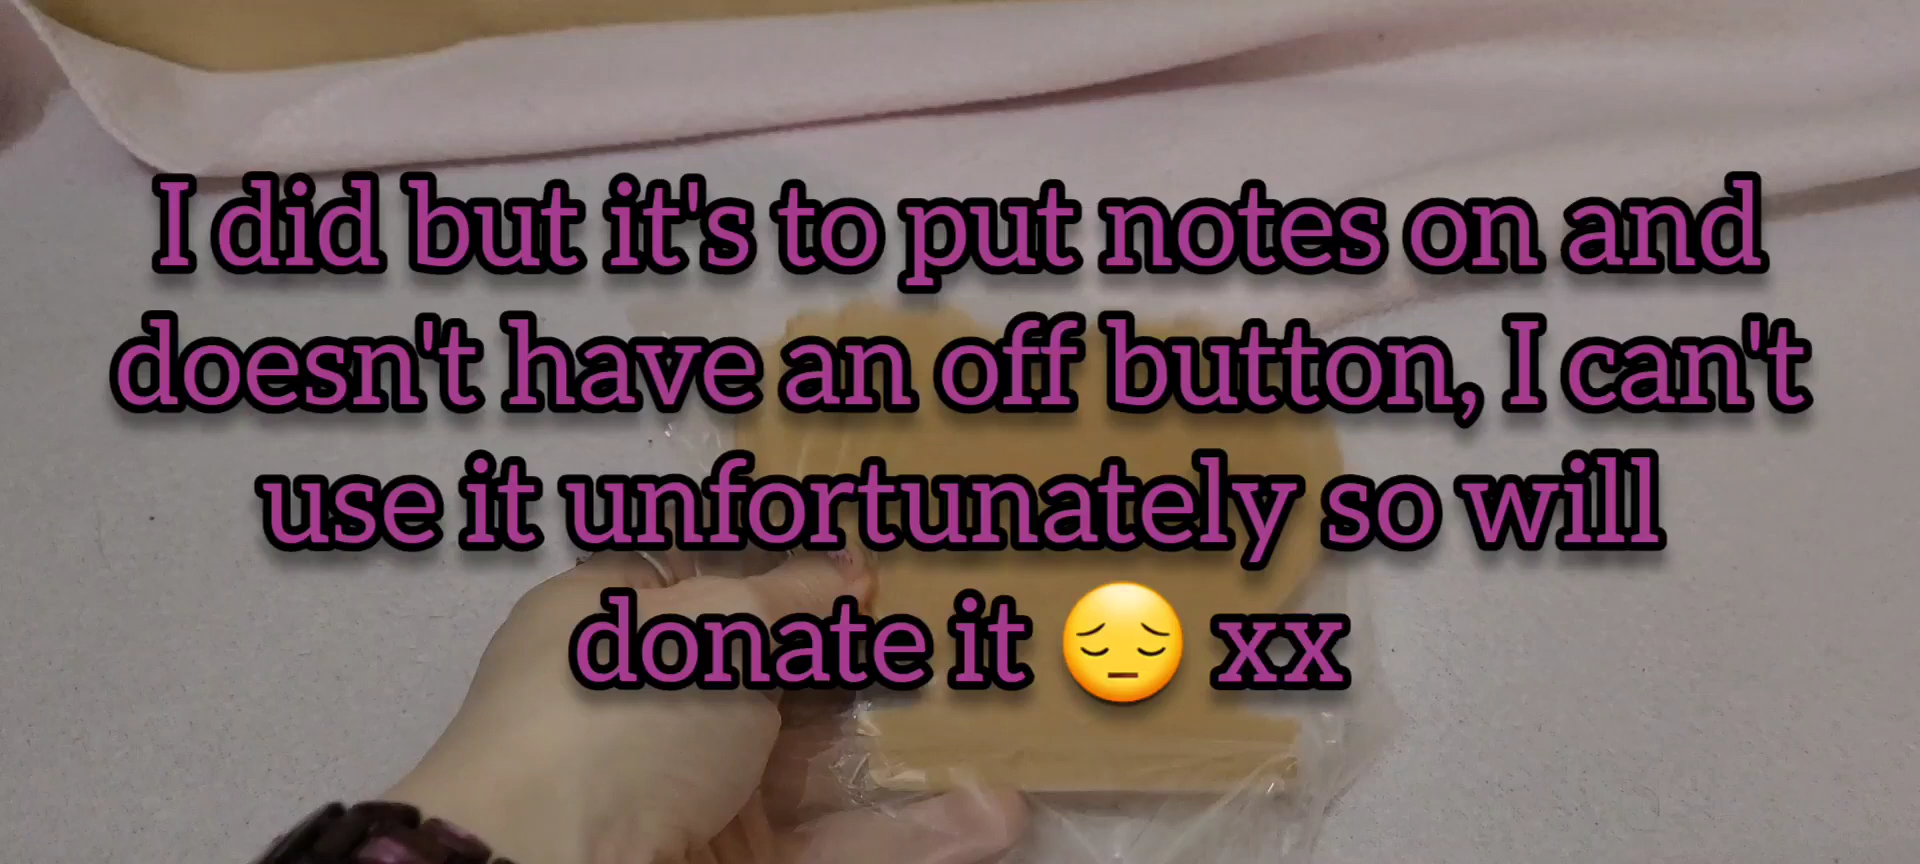 I did but it's to put notes on and
doesn't have an off button, I can't
use it unfortunately so will
donate it 😔 xx